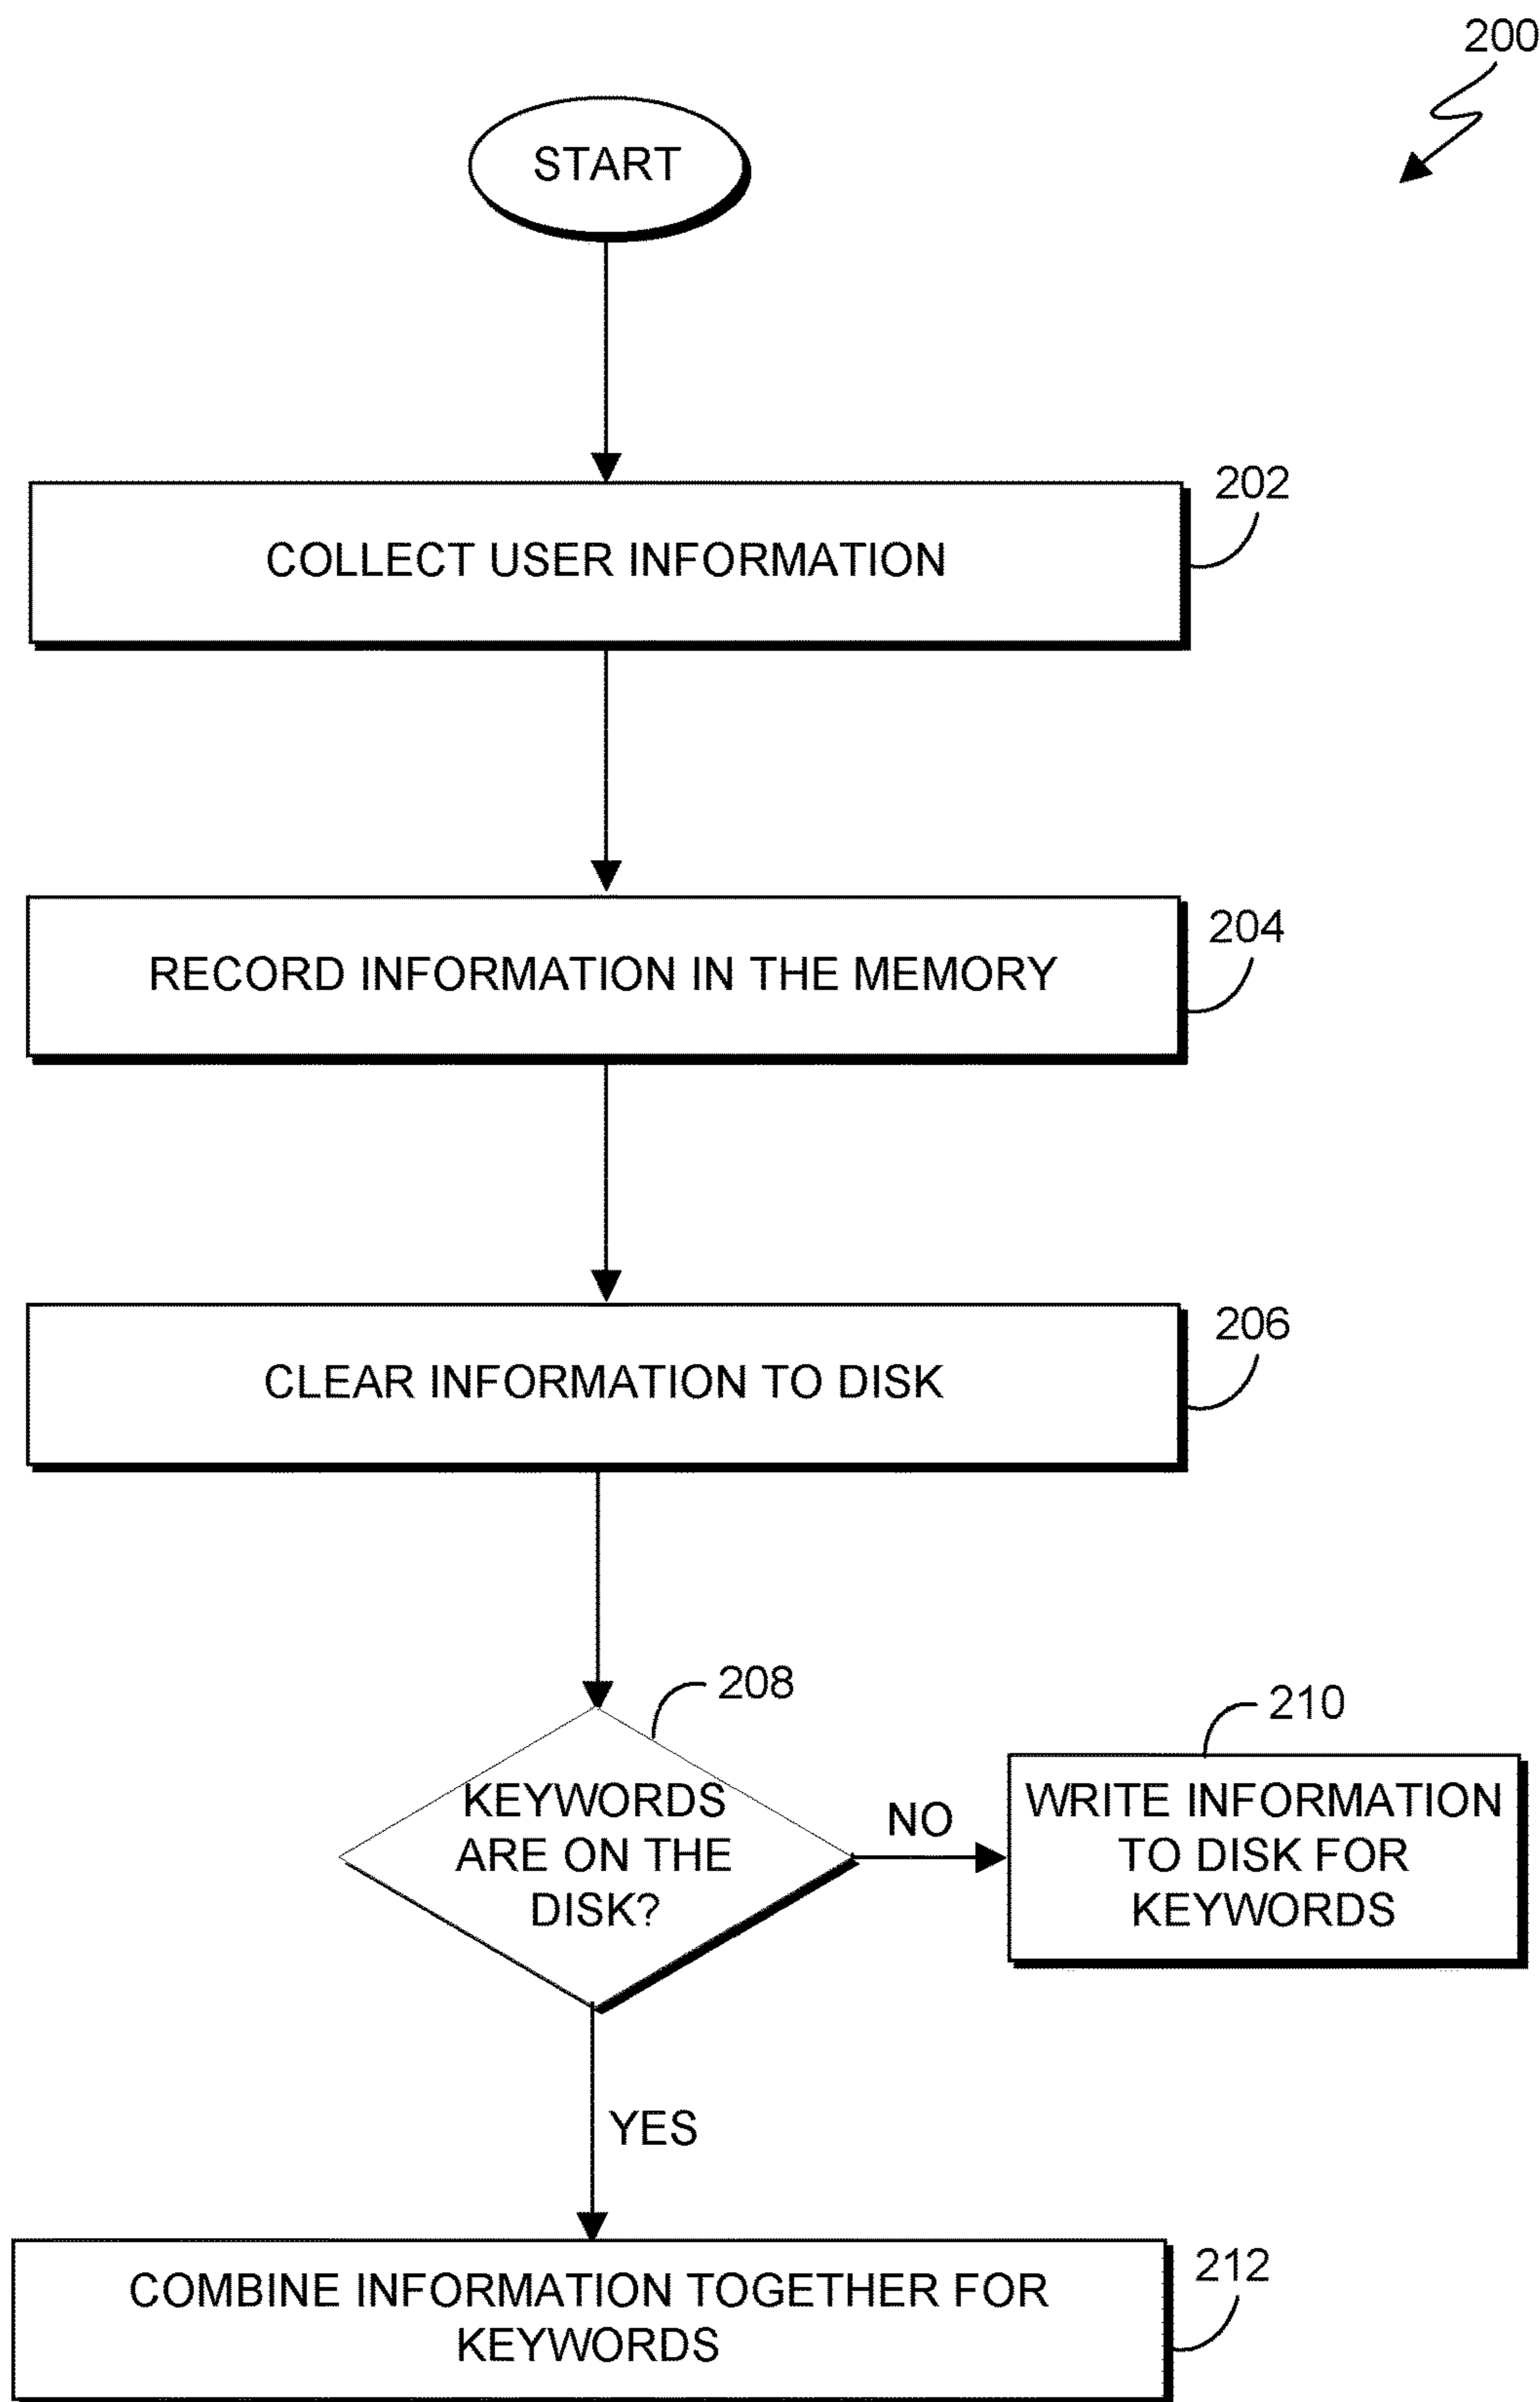 200
START
202
COLLECT USER INFORMATION
204
RECORD INFORMATION IN THE MEMORY
206
CLEAR INFORMATION TO DISK
208
KEYWORDS
ARE ON THE
DISK?
NO
210
WRITE INFORMATION
TO DISK FOR
KEYWORDS
YES
212
COMBINE INFORMATION TOGETHER FOR
KEYWORDS